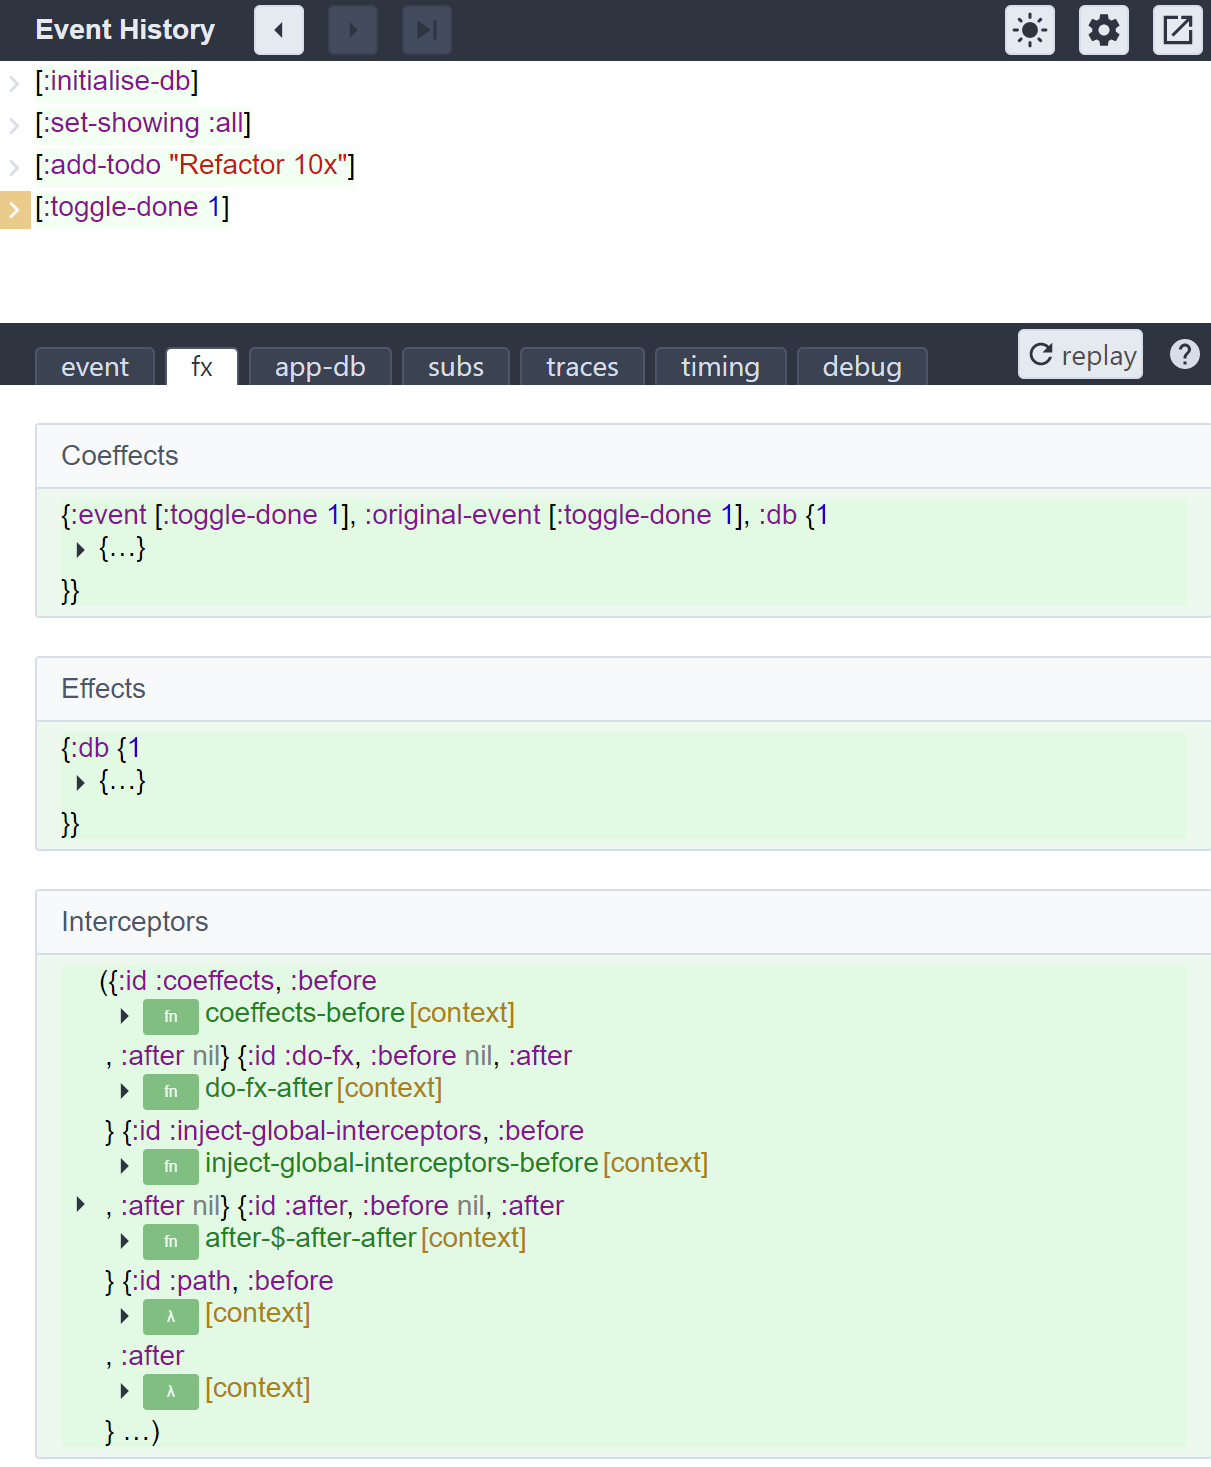 Event History
[:initialise-db]
[:set-showing :all]
[:add-todo "Refactor 10x"]
[:toggle-done 1]
event fx app-db subs traces timing debug replay ?
Coeffects
{:event [:toggle-done 1], :original-event [:toggle-done 1], :db {1
{…}
}}
Effects
{:db {1
{…}
}}
Interceptors
({:id :coeffects, :before
fn coeffects-before[context]
, :after nil} {:id :do-fx, :before nil, :after
fn do-fx-after[context]
} {:id :inject-global-interceptors, :before
fn inject-global-interceptors-before[context]
, :after nil} {:id :after, :before nil, :after
fn after-$-after-after[context]
} {:id :path, :before
λ [context]
, :after
λ [context]
} …)